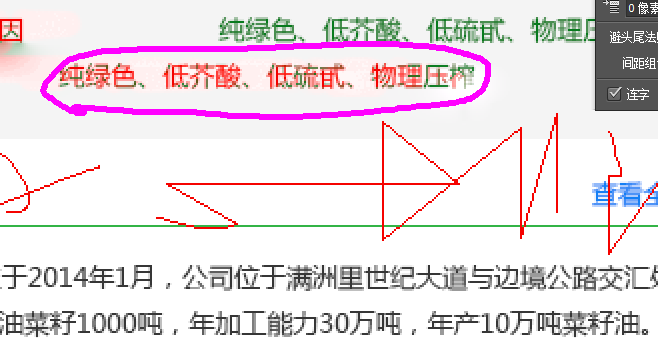 因
纯绿色、低芥酸、低硫甙、物理压
纯绿色、低芥酸、低硫甙、物理压榨
0 像素
避头尾法
间距组
连字
查看全
于2014年1月，公司位于满洲里世纪大道与边境公路交汇处
油菜籽1000吨，年加工能力30万吨，年产10万吨菜籽油。